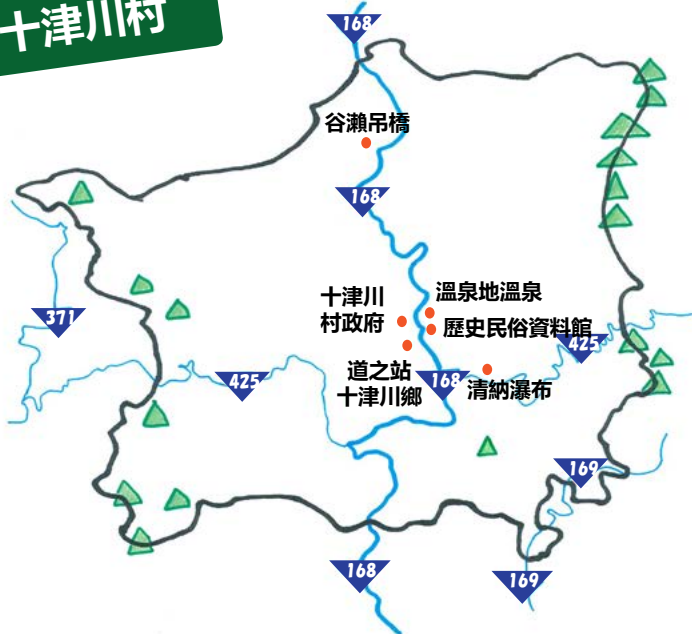 十津川村
168
谷瀨吊橋
168
十津川
村政府
溫泉地溫泉
歷史民俗資料館
371
425
425
道之站
十津川鄉
168
清納瀑布
169
168
169